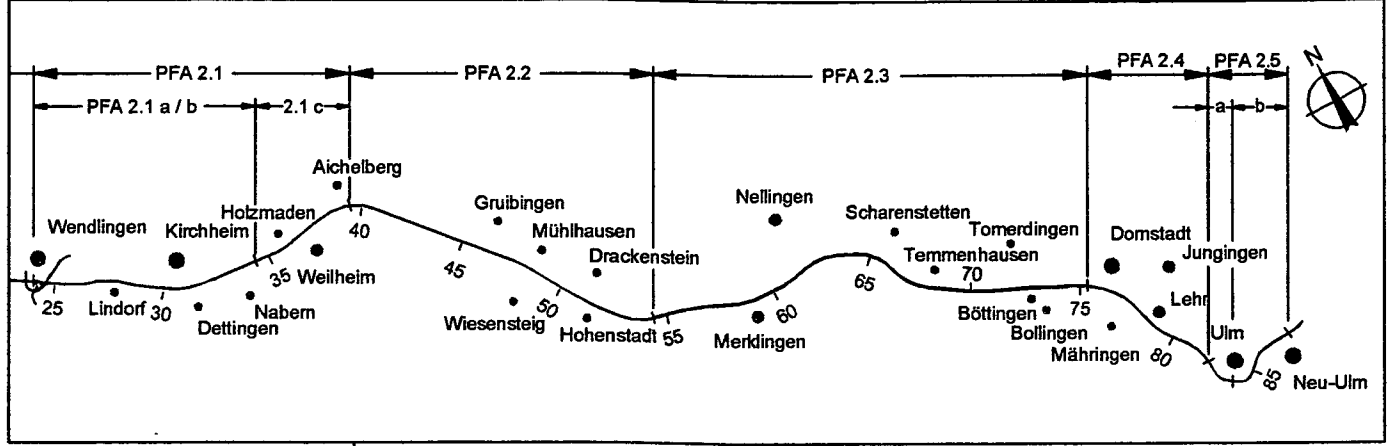 PFA 2.1
PFA 2.2
PFA 2.3
PFA 2.4
PFA 2.5
N
PFA 2.1 a / b
2.1 c
a
b
Aichelberg
Wendlingen
Kirchheim
Holzmaden
Weilheim
Lindorf
Dettingen
Nabern
25
30
35
40
45
50
55
60
65
70
75
80
85
Gruibingen
Mühlhausen
Drackenstein
Wiesensteig
Hohenstadt
Nellingen
Merklingen
Scharenstetten
Temmenhausen
Tomerdingen
Böttingen
Bollingen
Mähringen
Dornstadt
Jungingen
Lehr
Ulm
Neu-Ulm